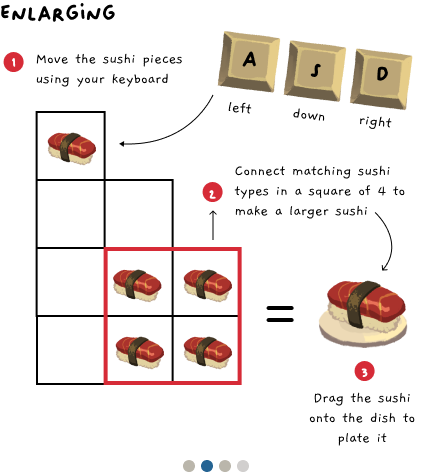 ENLARGING
1 Move the sushi pieces
using your keyboard
A S D
left down right
2 Connect matching sushi
types in a square of 4 to
make a larger sushi
=
3
Drag the sushi
onto the dish to
plate it